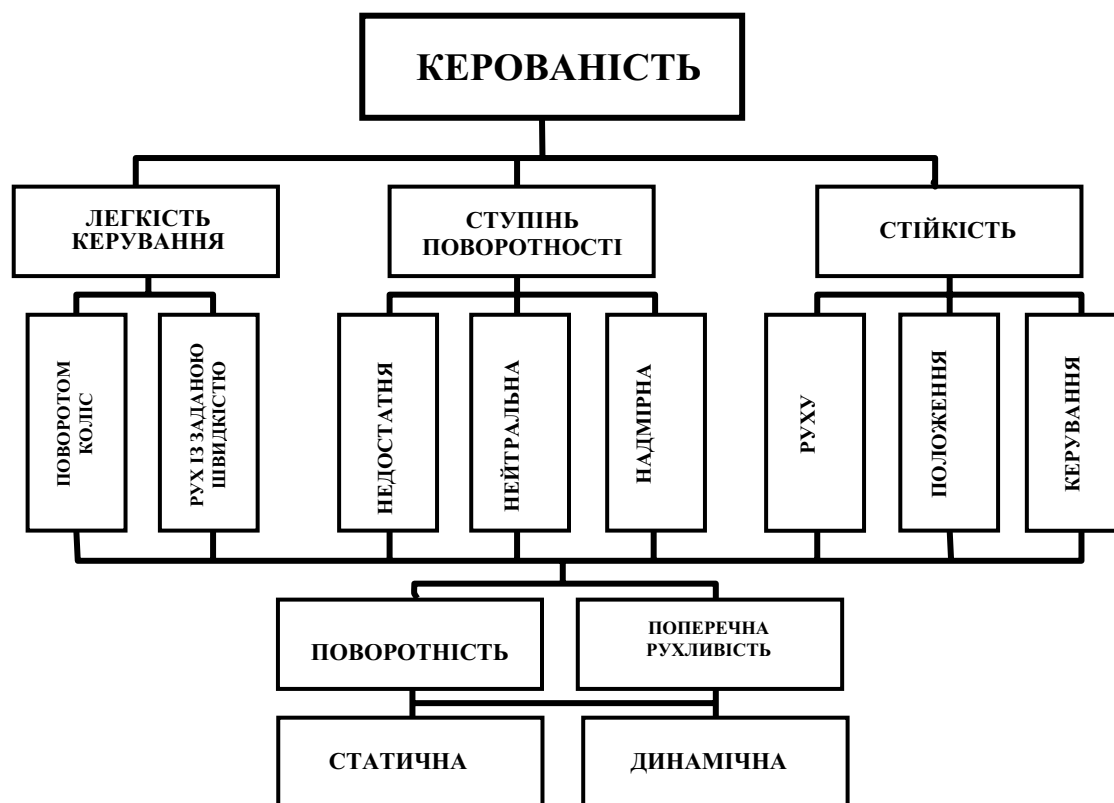 КЕРОВАНІСТЬ
ЛЕГКІСТЬ
КЕРУВАННЯ
СТУПІНЬ
ПОВОРОТНОСТІ
СТІЙКІСТЬ
ПОВОРОТОМ
КОЛІС
РУХ ІЗ ЗАДАНОЮ
ШВИДКІСТЮ
НЕДОСТАТНЯ
НЕЙТРАЛЬНА
НАДМІРНА
РУХУ
ПОЛОЖЕННЯ
КЕРУВАННЯ
ПОВОРОТНІСТЬ
ПОПЕРЕЧНА
РУХЛИВІСТЬ
СТАТИЧНА
ДИНАМІЧНА